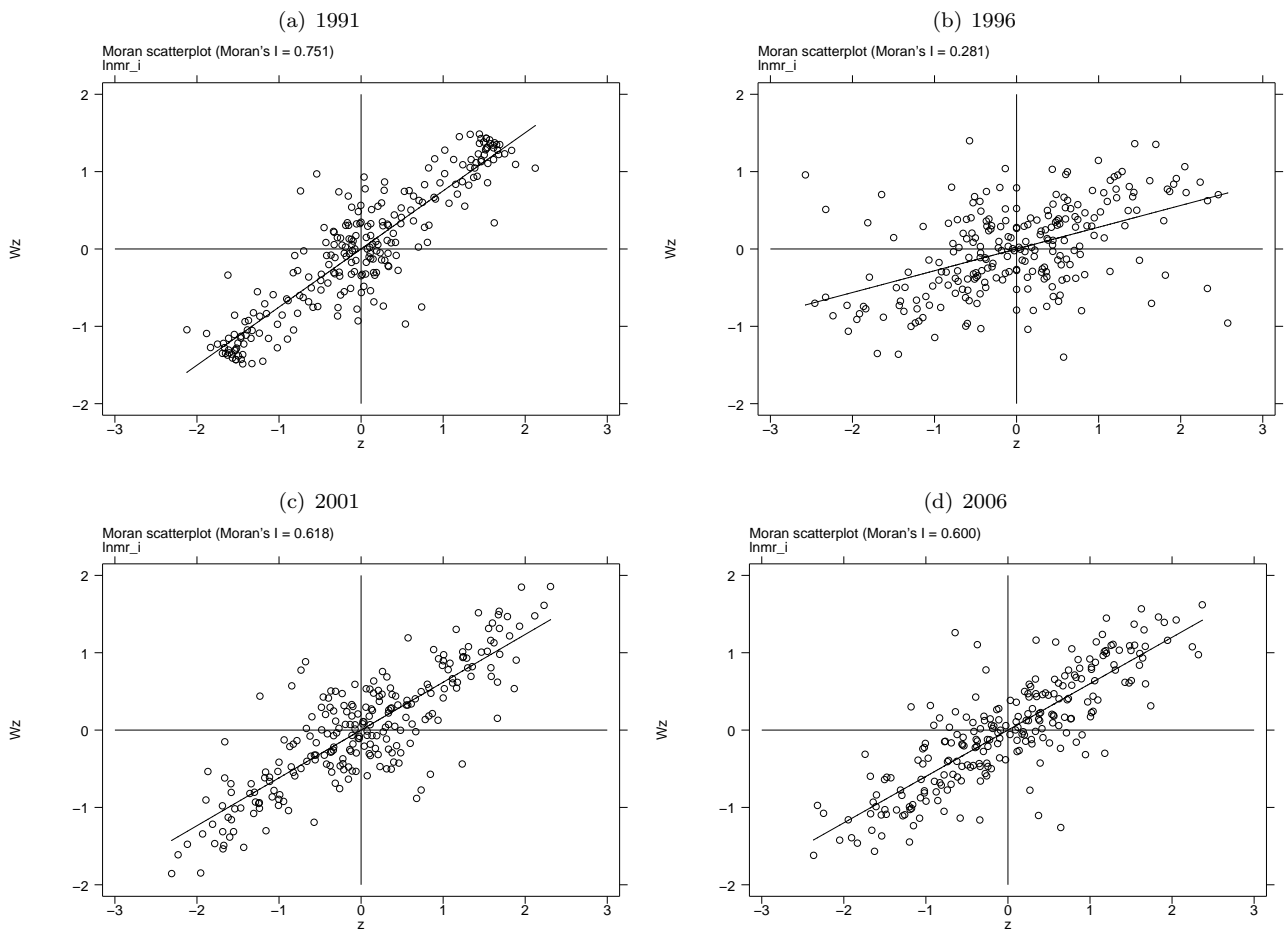 (a) 1991
Moran scatterplot (Moran's I = 0.751)
lnmr_i
2
1
0
−1
−2
Wz
−3 −2 −1 0 1 2 3
z
(b) 1996
Moran scatterplot (Moran's I = 0.281)
lnmr_i
2
1
0
−1
−2
Wz
−3 −2 −1 0 1 2 3
z
(c) 2001
Moran scatterplot (Moran's I = 0.618)
lnmr_i
2
1
0
−1
−2
Wz
−3 −2 −1 0 1 2 3
z
(d) 2006
Moran scatterplot (Moran's I = 0.600)
lnmr_i
2
1
0
−1
−2
Wz
−3 −2 −1 0 1 2 3
z